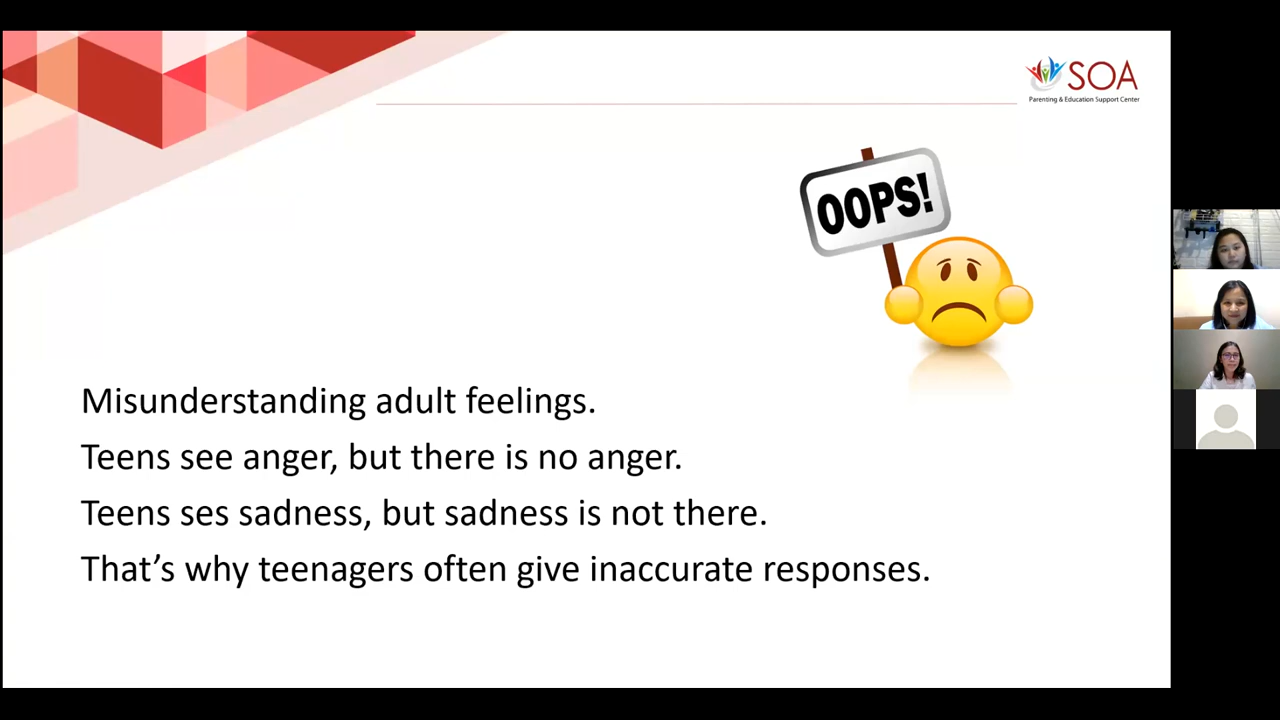 SOA
Parenting & Education Support Center
OOPS!
Misunderstanding adult feelings.
Teens see anger, but there is no anger.
Teens ses sadness, but sadness is not there.
That’s why teenagers often give inaccurate responses.